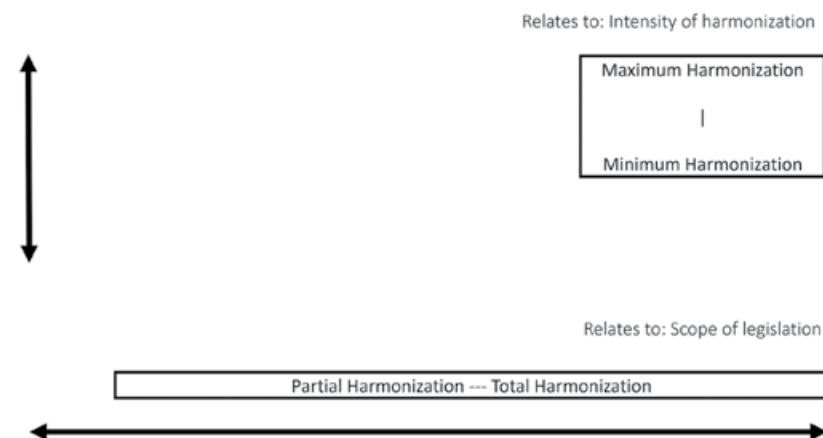 Relates to: Intensity of harmonization
Maximum Harmonization
|
Minimum Harmonization
Relates to: Scope of legislation
Partial Harmonization --- Total Harmonization